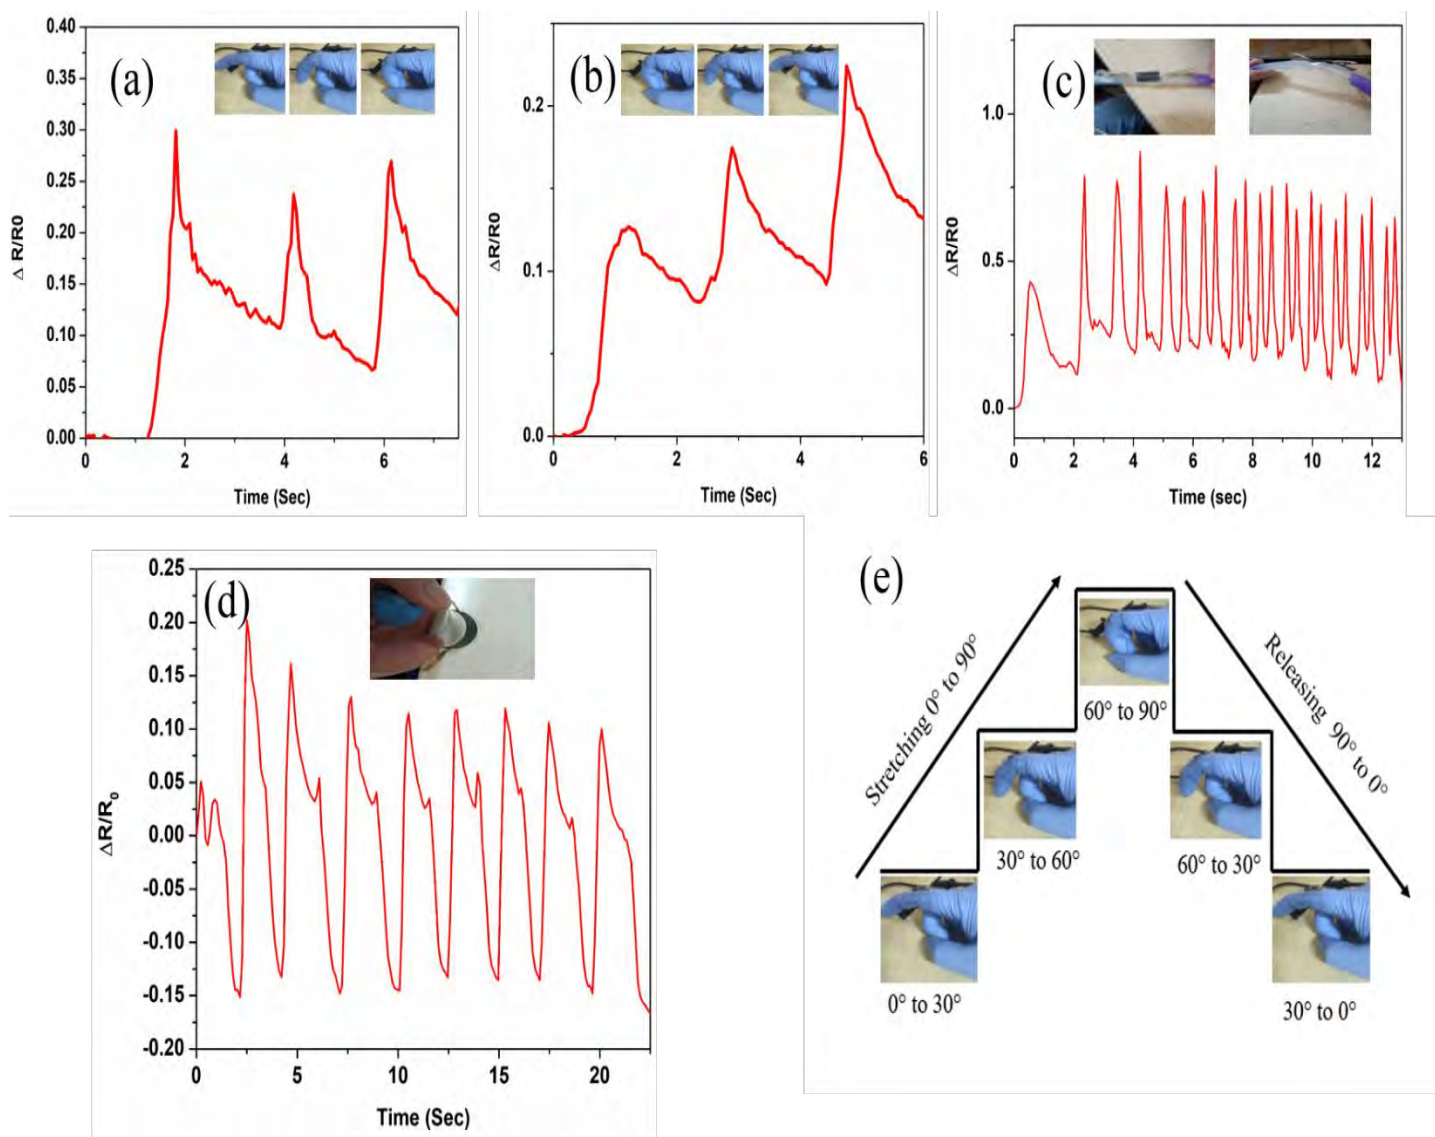 (a)
0.40
0.35
0.30
0.25
0.20
0.15
0.10
0.05
0.00
Δ R/R0
0 2 4 6
Time (Sec)
(b)
0.2
0.1
0.0
ΔR/R0
0 2 4 6
Time (Sec)
(c)
1.0
0.5
0.0
ΔR/R0
0 2 4 6 8 10 12
Time (sec)
(d)
0.25
0.20
0.15
0.10
0.05
0.00
-0.05
-0.10
-0.15
-0.20
ΔR/R₀
0 5 10 15 20
Time (Sec)
(e)
Stretching 0° to 90°
Releasing 90° to 0°
60° to 90°
30° to 60°
60° to 30°
0° to 30°
30° to 0°